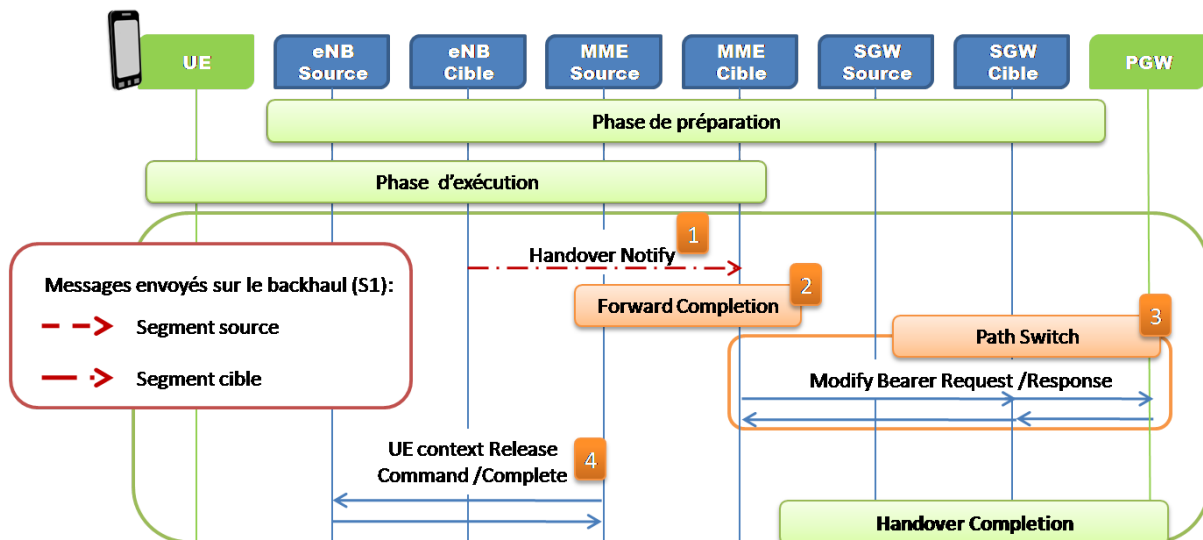 UE
eNB
Source
eNB
Cible
MME
Source
MME
Cible
SGW
Source
SGW
Cible
PGW
Phase de préparation
Phase d'exécution
1
Handover Notify
2
Forward Completion
Messages envoyés sur le backhaul (S1):
Segment source
Segment cible
3
Path Switch
Modify Bearer Request /Response
UE context Release
Command /Complete
4
Handover Completion